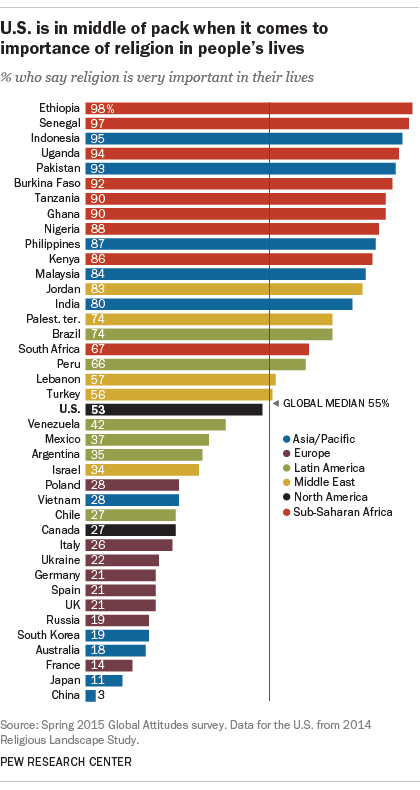 U.S. is in middle of pack when it comes to
importance of religion in people's lives
% who say religion is very important in their lives
Ethiopia 98%
Senegal 97
Indonesia 95
Uganda 94
Pakistan 93
Burkina Faso 92
Tanzania 90
Ghana 90
Nigeria 88
Philippines 87
Kenya 86
Malaysia 84
Jordan 83
India 80
Palest. ter. 74
Brazil 74
South Africa 67
Peru 66
Lebanon 57
Turkey 56
GLOBAL MEDIAN 55%
U.S. 53
Venezuela 42
Mexico 37
Argentina 35
Israel 34
Poland 28
Vietnam 28
Chile 27
Canada 27
Italy 26
Ukraine 22
Germany 21
Spain 21
UK 21
Russia 19
South Korea 19
Australia 18
France 14
Japan 11
China 3
Asia/Pacific
Europe
Latin America
Middle East
North America
Sub-Saharan Africa
Source: Spring 2015 Global Attitudes survey. Data for the U.S. from 2014
Religious Landscape Study.
PEW RESEARCH CENTER